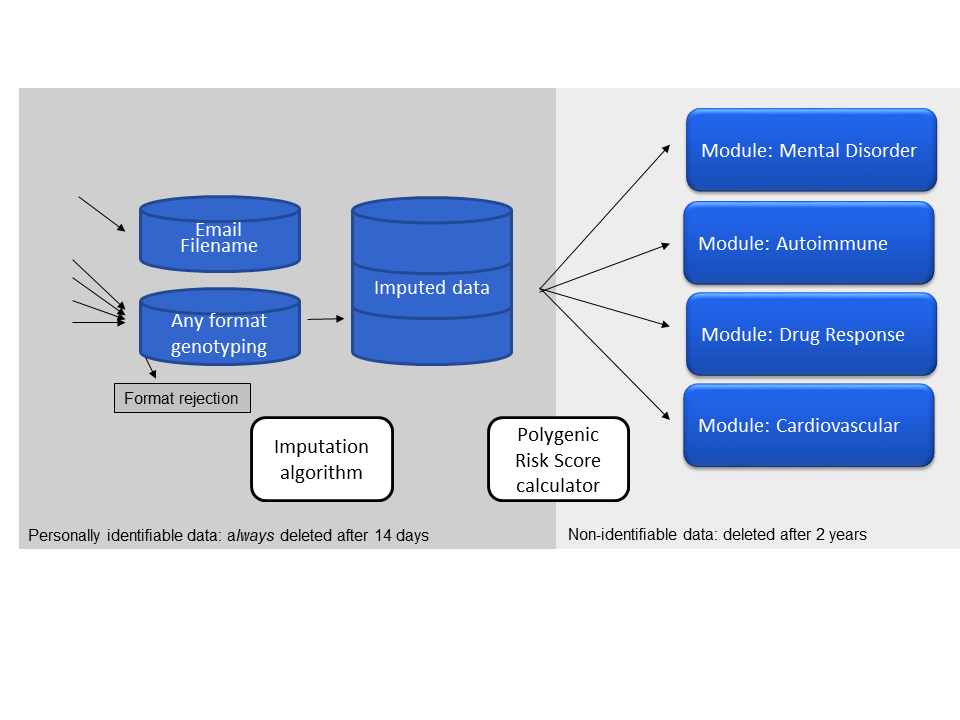 Email
Filename
Any format
genotyping
Format rejection
Imputed data
Imputation
algorithm
Polygenic
Risk Score
calculator
Module: Mental Disorder
Module: Autoimmune
Module: Drug Response
Module: Cardiovascular
Personally identifiable data: always deleted after 14 days
Non-identifiable data: deleted after 2 years